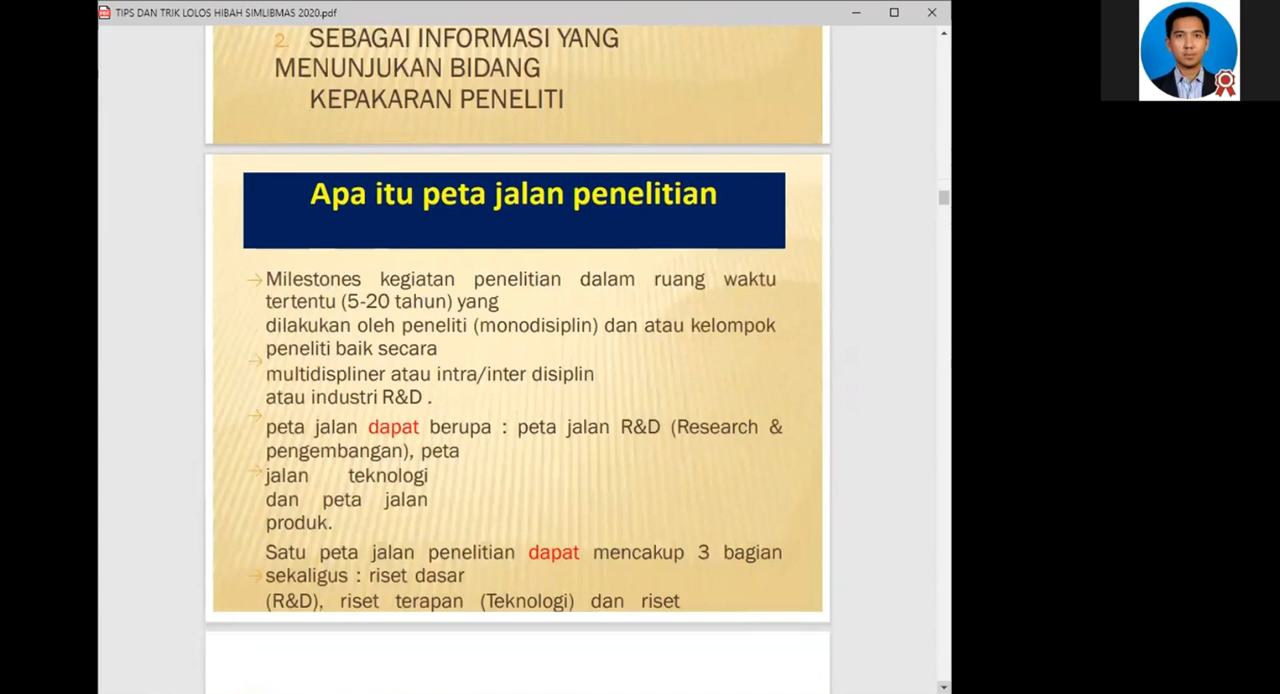 TIPS DAN TRIK LOLOS HIBAH SIMLIBMAS 2020.pdf
2. SEBAGAI INFORMASI YANG
MENUNJUKAN BIDANG
KEPAKARAN PENELITI
Apa itu peta jalan penelitian
Milestones kegiatan penelitian dalam ruang waktu
tertentu (5-20 tahun) yang
dilakukan oleh peneliti (monodisiplin) dan atau kelompok
peneliti baik secara
multidispliner atau intra/inter disiplin
atau industri R&D .
peta jalan dapat berupa : peta jalan R&D (Research &
pengembangan), peta
jalan teknologi
dan peta jalan
produk.
Satu peta jalan penelitian dapat mencakup 3 bagian
sekaligus : riset dasar
(R&D), riset terapan (Teknologi) dan riset